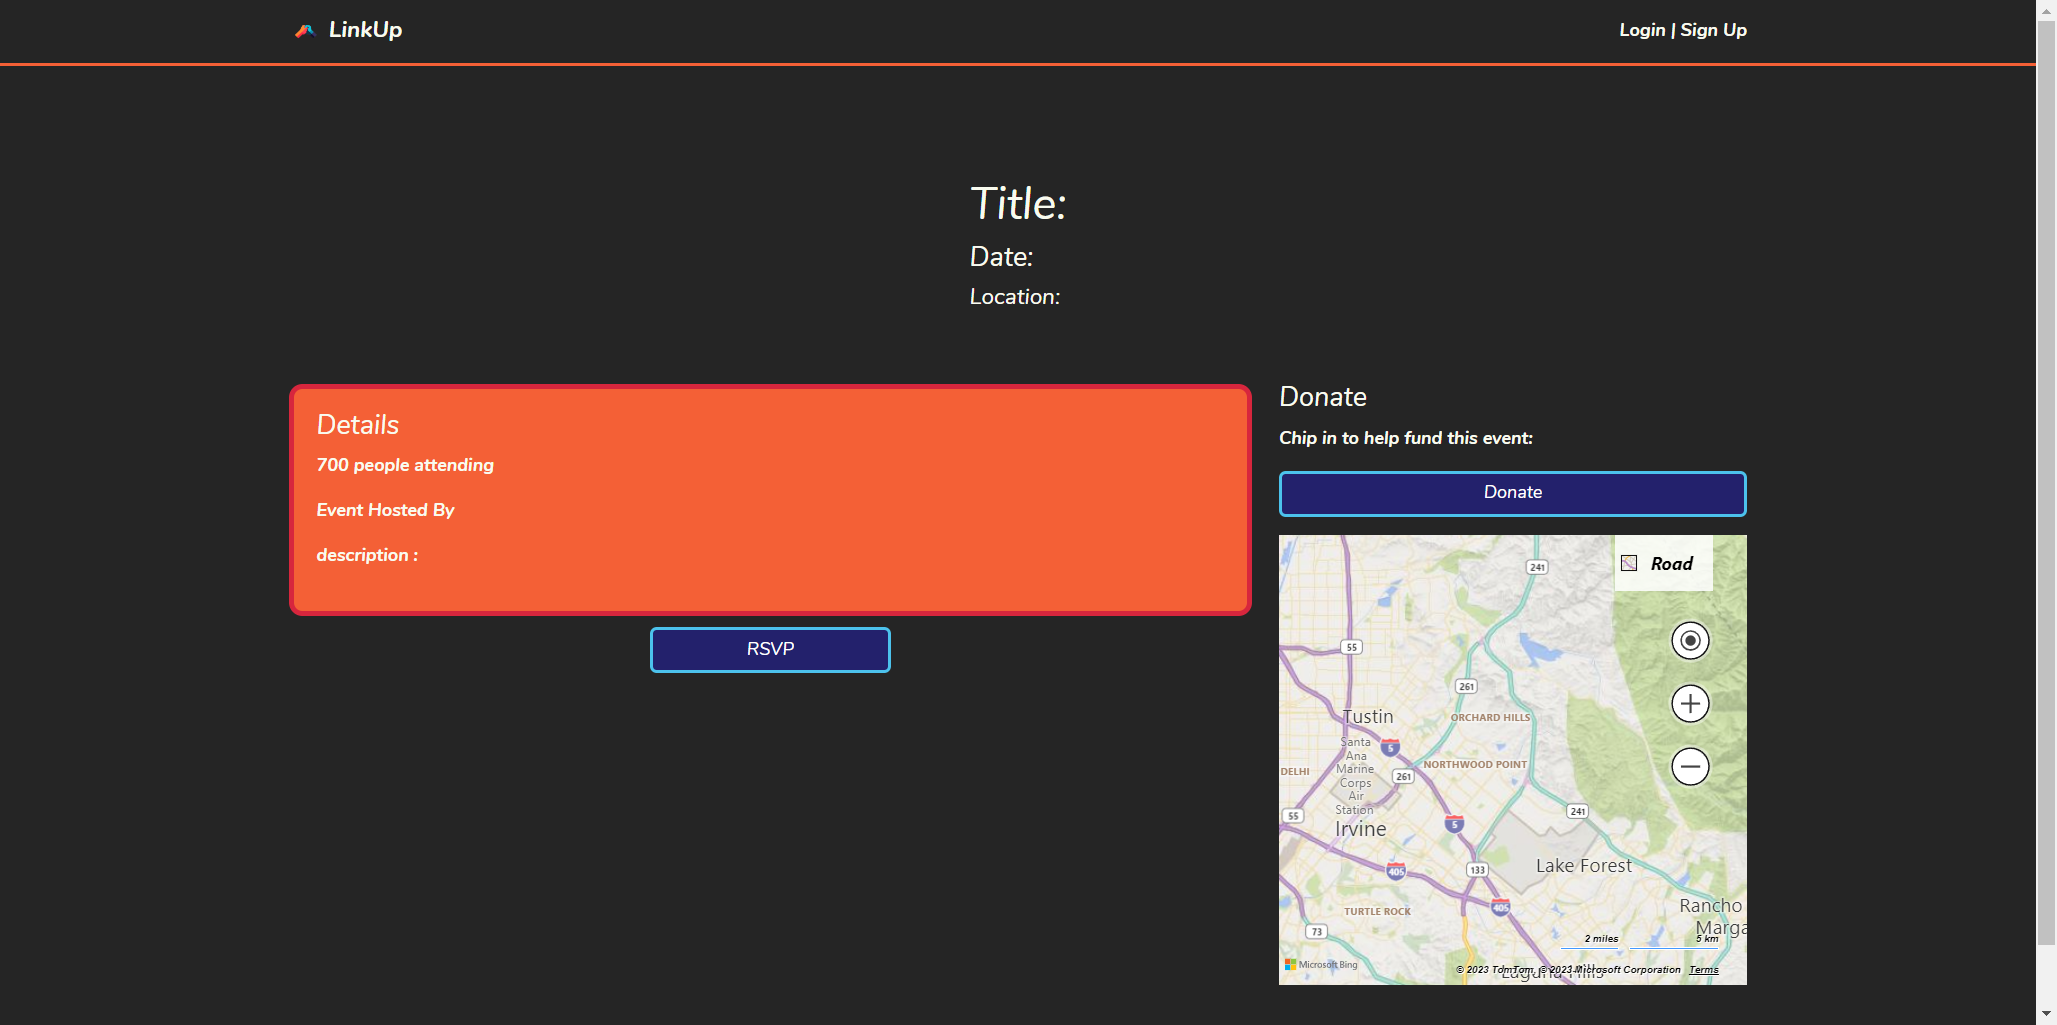 LinkUp
Login | Sign Up
Title:
Date:
Location:
Details
700 people attending
Event Hosted By
description :
RSVP
Donate
Chip in to help fund this event:
Donate
Road
241
55
261
Tustin
ORCHARD HILLS
Santa
Ana
Marine
Corps
Air
Station
5
NORTHWOOD POINT
DELHI
261
241
55
5
Irvine
Lake Forest
405
133
TURTLE ROCK
405
Rancho
Marga
73
2 miles
5 km
Microsoft Bing
© 2023 TomTom, © 2023 Microsoft Corporation
Terms
Laguna Hills